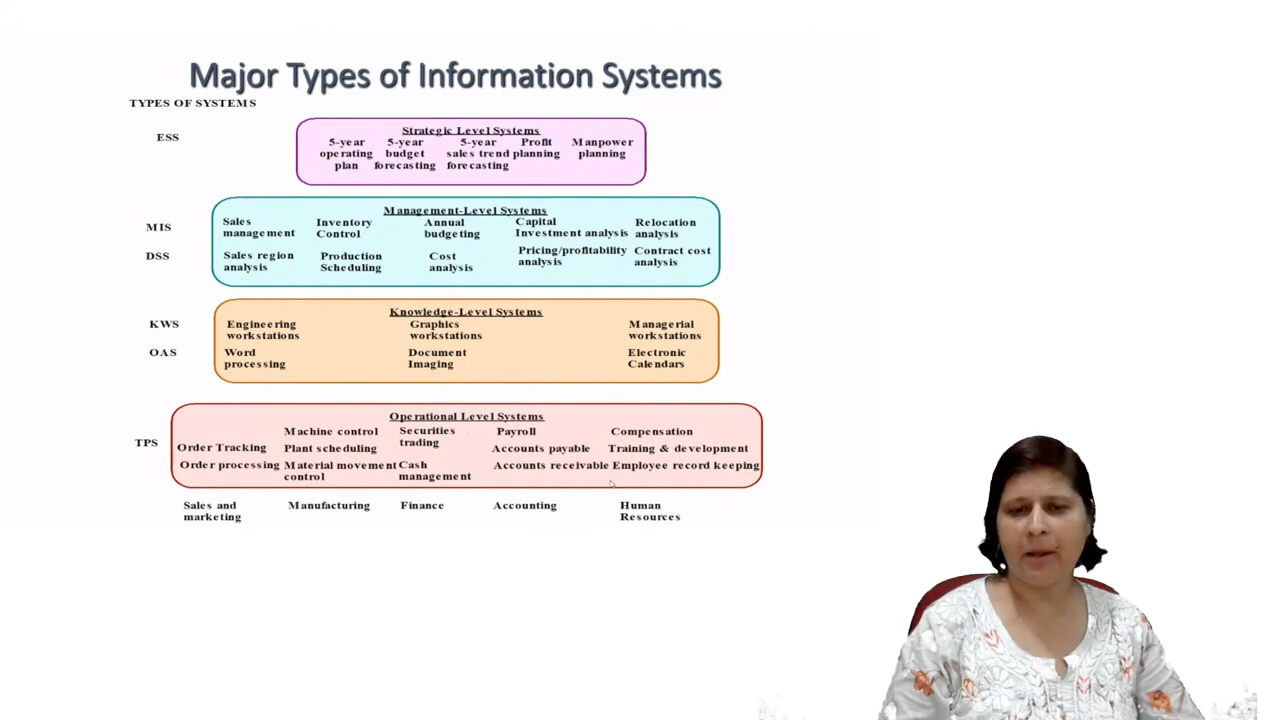 Major Types of Information Systems
TYPES OF SYSTEMS
ESS
Strategic Level Systems
5-year operating plan
5-year budget forecasting
5-year sales trend forecasting
Profit planning
Manpower planning
Management-Level Systems
MIS
Sales management
Inventory Control
Annual budgeting
Capital Investment analysis
Relocation analysis
DSS
Sales region analysis
Production Scheduling
Cost analysis
Pricing/profitability analysis
Contract cost analysis
Knowledge-Level Systems
KWS
Engineering workstations
Graphics workstations
Managerial workstations
OAS
Word processing
Document Imaging
Electronic Calendars
Operational Level Systems
TPS
Machine control
Securities trading
Payroll
Compensation
Order Tracking
Plant scheduling
Accounts payable
Training & development
Order processing
Material movement control
Cash management
Accounts receivable
Employee record keeping
Sales and marketing
Manufacturing
Finance
Accounting
Human Resources